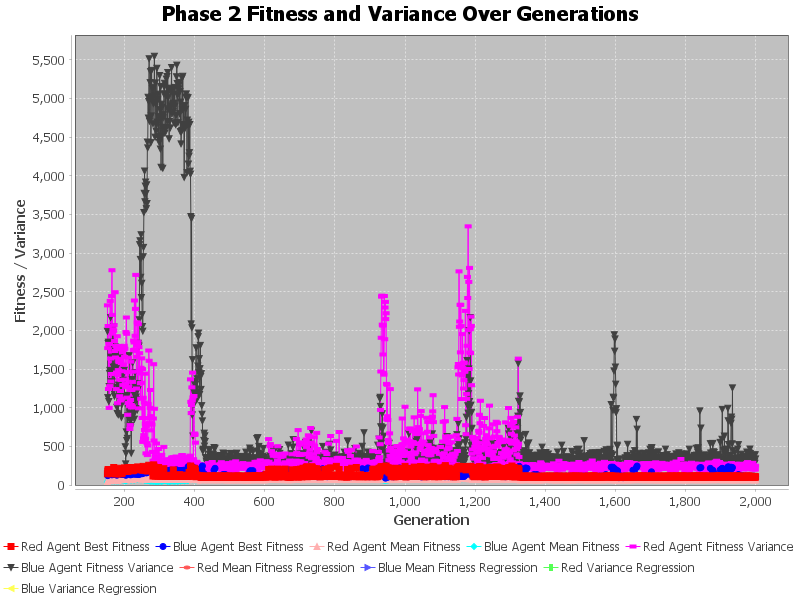 Phase 2 Fitness and Variance Over Generations
5,500
5,000
4,500
4,000
3,500
3,000
2,500
2,000
1,500
1,000
500
0
Fitness / Variance
200 400 600 800 1,000 1,200 1,400 1,600 1,800 2,000
Generation
Red Agent Best Fitness Blue Agent Best Fitness Red Agent Mean Fitness Blue Agent Mean Fitness Red Agent Fitness Variance
Blue Agent Fitness Variance Red Mean Fitness Regression Blue Mean Fitness Regression Red Variance Regression
Blue Variance Regression